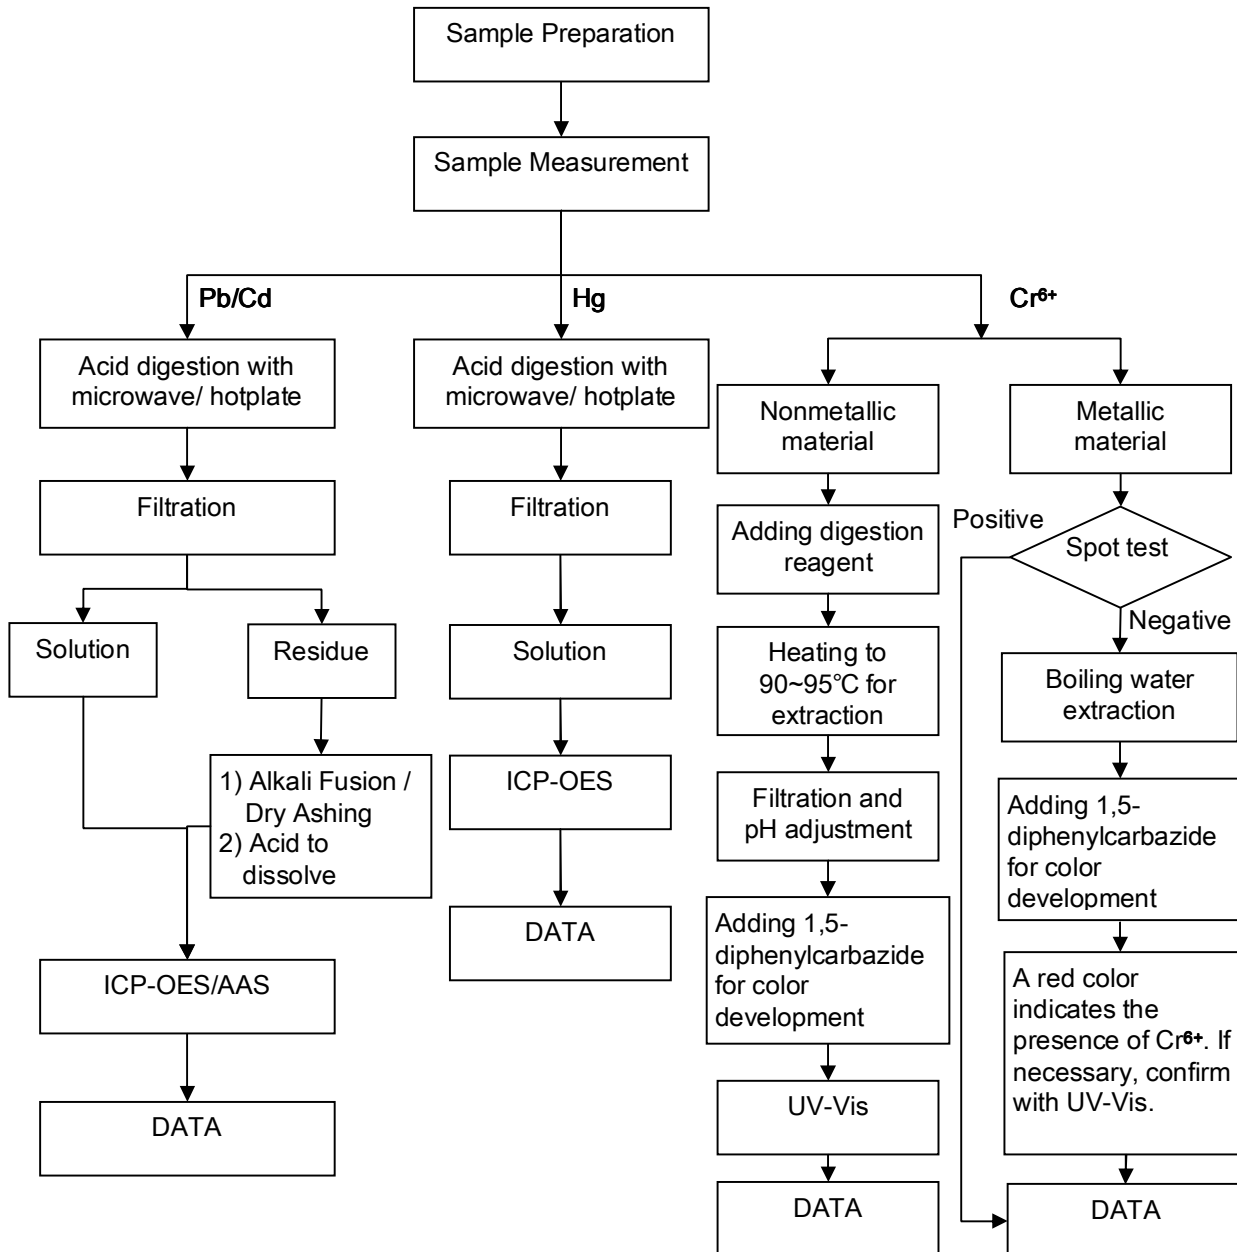 Sample Preparation
Sample Measurement
Pb/Cd
Hg
Cr⁶⁺
Acid digestion with
microwave/ hotplate
Filtration
Solution
Residue
1) Alkali Fusion /
Dry Ashing
2) Acid to
dissolve
ICP-OES/AAS
DATA
Acid digestion with
microwave/ hotplate
Filtration
Solution
ICP-OES
DATA
Nonmetallic
material
Adding digestion
reagent
Heating to
90~95℃ for
extraction
Filtration and
pH adjustment
Adding 1,5-
diphenylcarbazide
for color
development
UV-Vis
DATA
Metallic
material
Spot test
Positive
Negative
Boiling water
extraction
Adding 1,5-
diphenylcarbazide
for color
development
A red color
indicates the
presence of Cr⁶⁺. If
necessary, confirm
with UV-Vis.
DATA